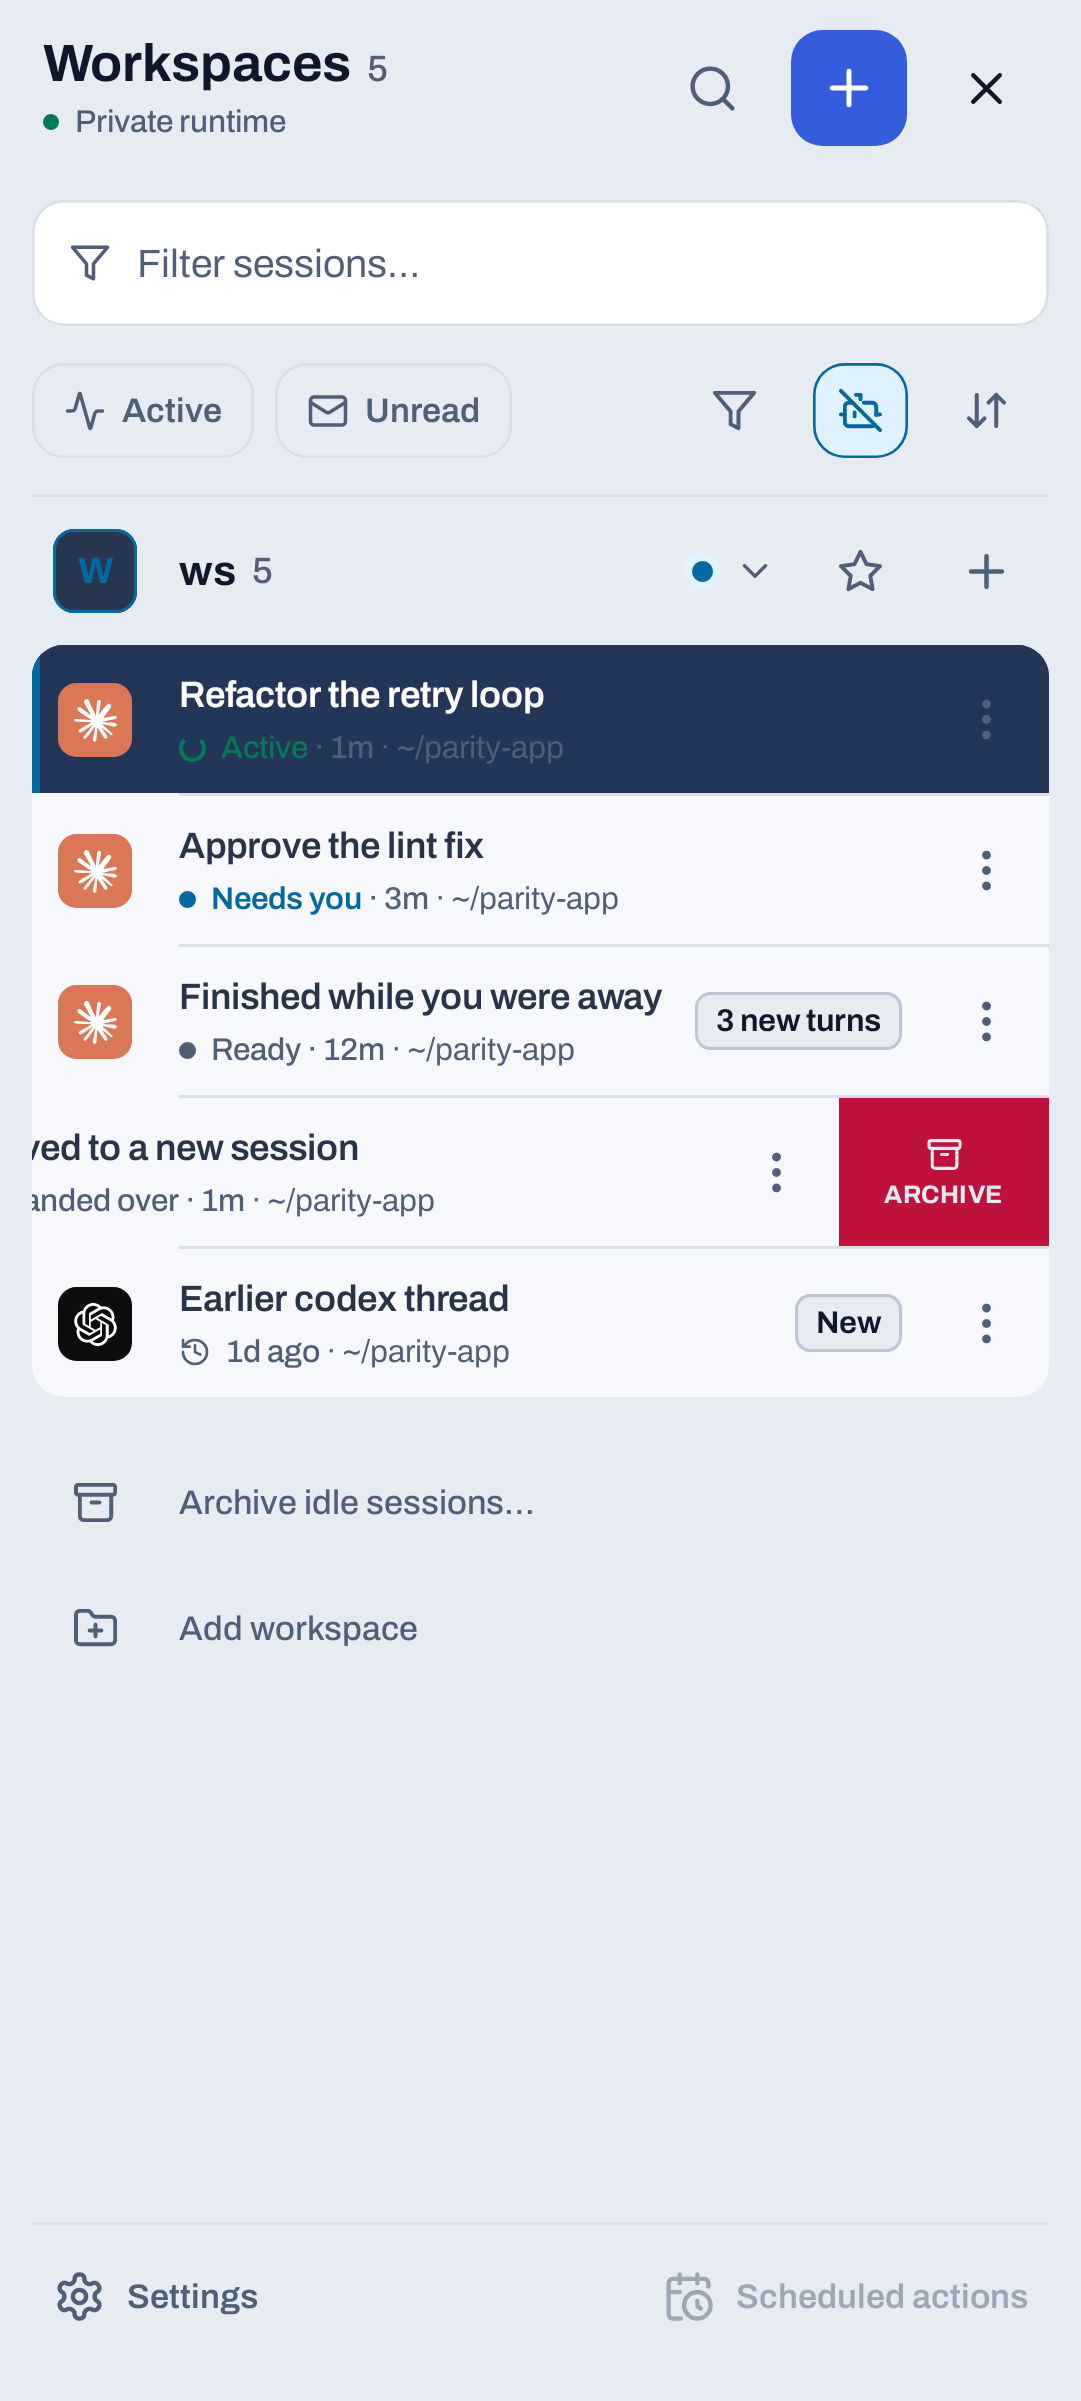 Workspaces 5
Private runtime
Filter sessions...
Active
Unread
W
ws 5
Refactor the retry loop
Active · 1m · ~/parity-app
Approve the lint fix
Needs you · 3m · ~/parity-app
Finished while you were away
3 new turns
Ready · 12m · ~/parity-app
ved to a new session
anded over · 1m · ~/parity-app
ARCHIVE
Earlier codex thread
New
1d ago · ~/parity-app
Archive idle sessions...
Add workspace
Settings
Scheduled actions